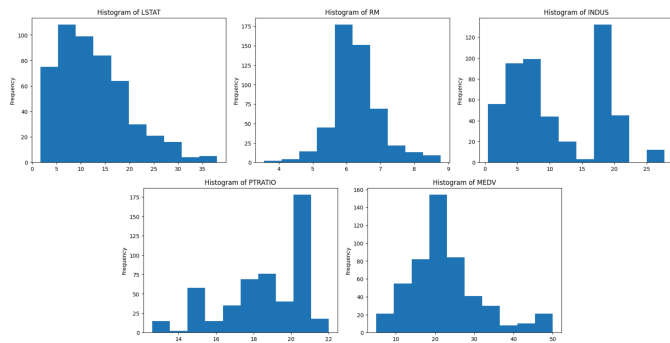 Histogram of LSTAT
Frequency
100
80
60
40
20
0
0 5 10 15 20 25 30 35
Histogram of RM
Frequency
175
150
125
100
75
50
25
0
4 5 6 7 8 9
Histogram of INDUS
Frequency
120
100
80
60
40
20
0
0 5 10 15 20 25
Histogram of PTRATIO
Frequency
175
150
125
100
75
50
25
0
14 16 18 20 22
Histogram of MEDV
Frequency
160
140
120
100
80
60
40
20
0
10 20 30 40 50